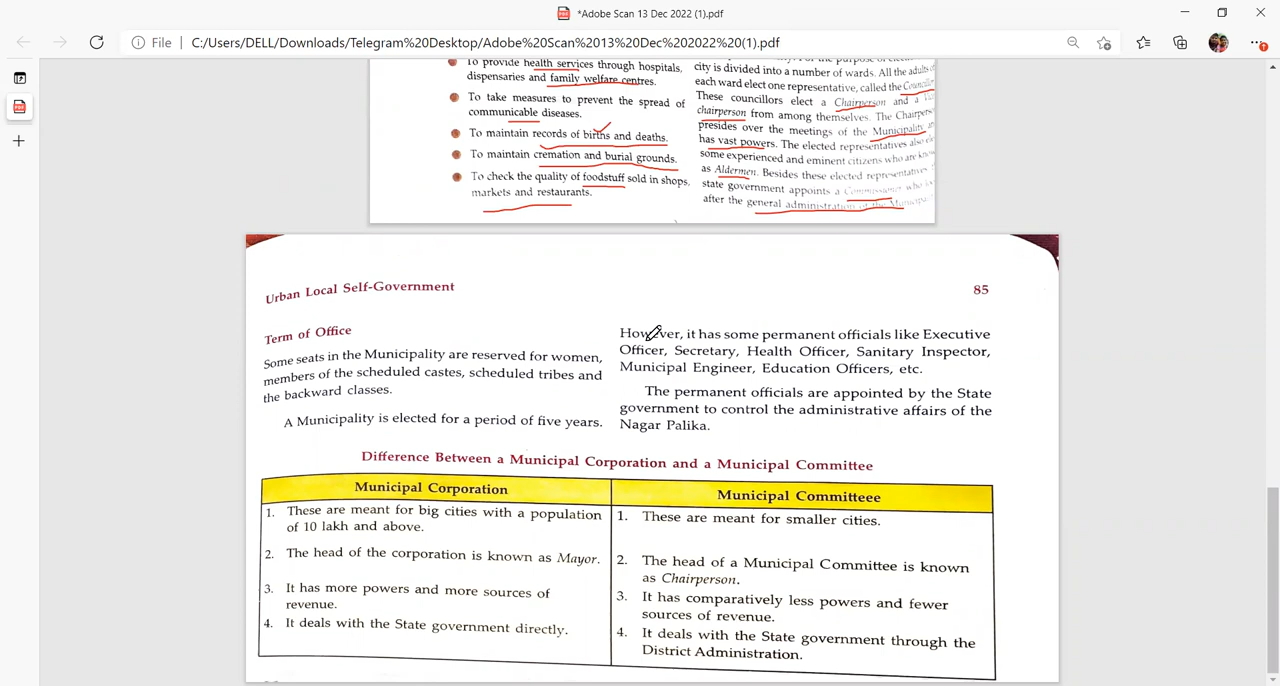 *Adobe Scan 13 Dec 2022 (1).pdf
File
C:/Users/DELL/Downloads/Telegram%20Desktop/Adobe%20Scan%2013%20Dec%202022%20(1).pdf
To provide health services through hospitals,
dispensaries and family welfare centres.
To take measures to prevent the spread of
communicable diseases.
To maintain records of births and deaths.
To maintain cremation and burial grounds.
To check the quality of foodstuff sold in shops,
markets and restaurants.
city is divided into a number of wards. All the adults
each ward elect one representative, called the
These councillors elect a Chairperson and a
chairperson from among themselves. The
presides over the meetings of the Municipality
has vast powers. The elected representatives
some experienced and eminent citizens who are
as Aldermen. Besides these elected representatives
state government appoints a Commissioner who
after the general administration of the
Urban Local Self-Government
85
Term of Office
Some seats in the Municipality are reserved for women,
members of the scheduled castes, scheduled tribes and
the backward classes.
A Municipality is elected for a period of five years.
However, it has some permanent officials like Executive
Officer, Secretary, Health Officer, Sanitary Inspector,
Municipal Engineer, Education Officers, etc.
The permanent officials are appointed by the State
government to control the administrative affairs of the
Nagar Palika.
Difference Between a Municipal Corporation and a Municipal Committee
Municipal Corporation
1. These are meant for big cities with a population
of 10 lakh and above.
2. The head of the corporation is known as Mayor.
3. It has more powers and more sources of
revenue.
4. It deals with the State government directly.
Municipal Committeee
1. These are meant for smaller cities.
2. The head of a Municipal Committee is known
as Chairperson.
3. It has comparatively less powers and fewer
sources of revenue.
4. It deals with the State government through the
District Administration.